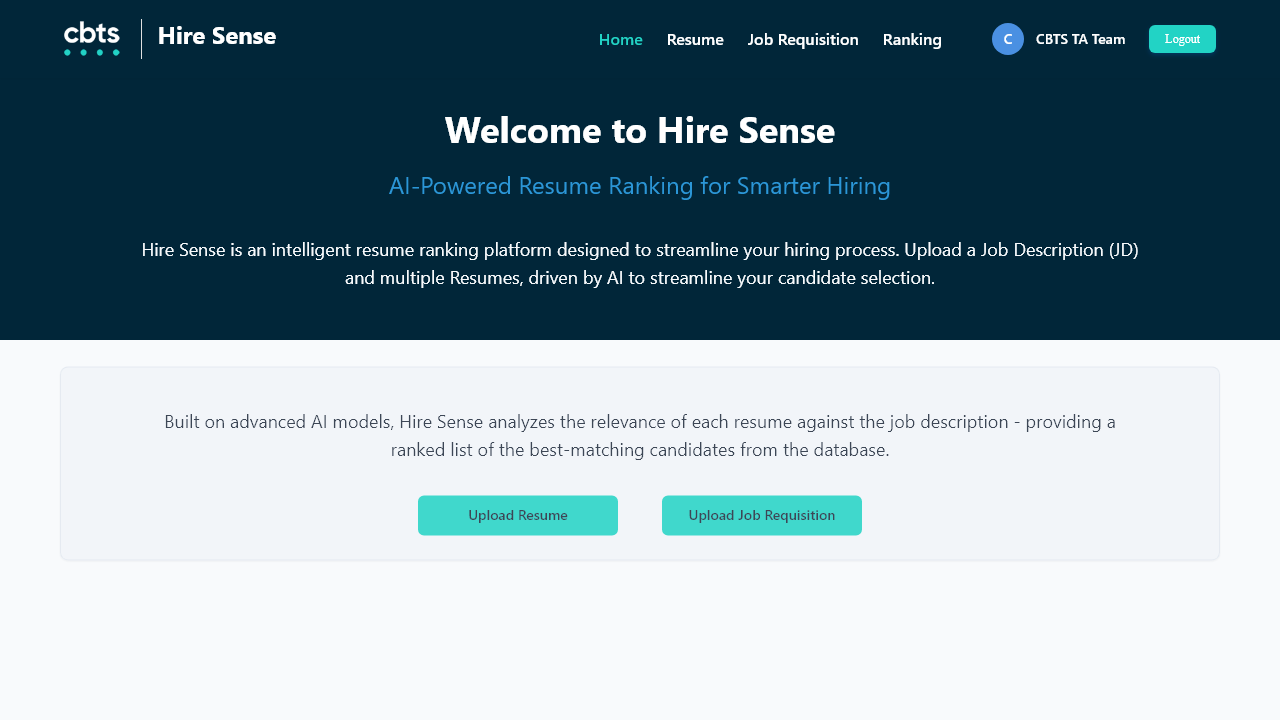 cbts
Hire Sense
Home
Resume
Job Requisition
Ranking
C
CBTS TA Team
Logout
Welcome to Hire Sense
AI-Powered Resume Ranking for Smarter Hiring
Hire Sense is an intelligent resume ranking platform designed to streamline your hiring process. Upload a Job Description (JD)
and multiple Resumes, driven by AI to streamline your candidate selection.
Built on advanced AI models, Hire Sense analyzes the relevance of each resume against the job description - providing a
ranked list of the best-matching candidates from the database.
Upload Resume
Upload Job Requisition